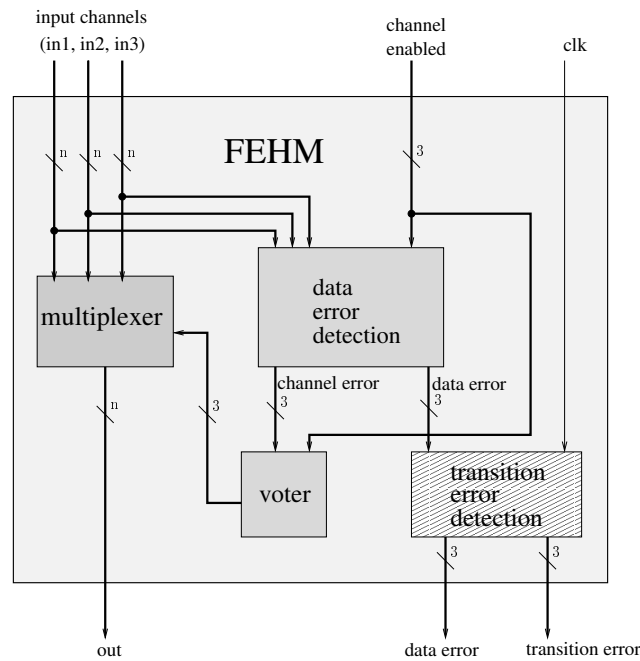 input channels
(in1, in2, in3)
channel
enabled
clk
n
n
n
3
FEHM
multiplexer
data
error
detection
channel error
data error
n
3
3
3
voter
transition
error
detection
3
3
out
data error
transition error